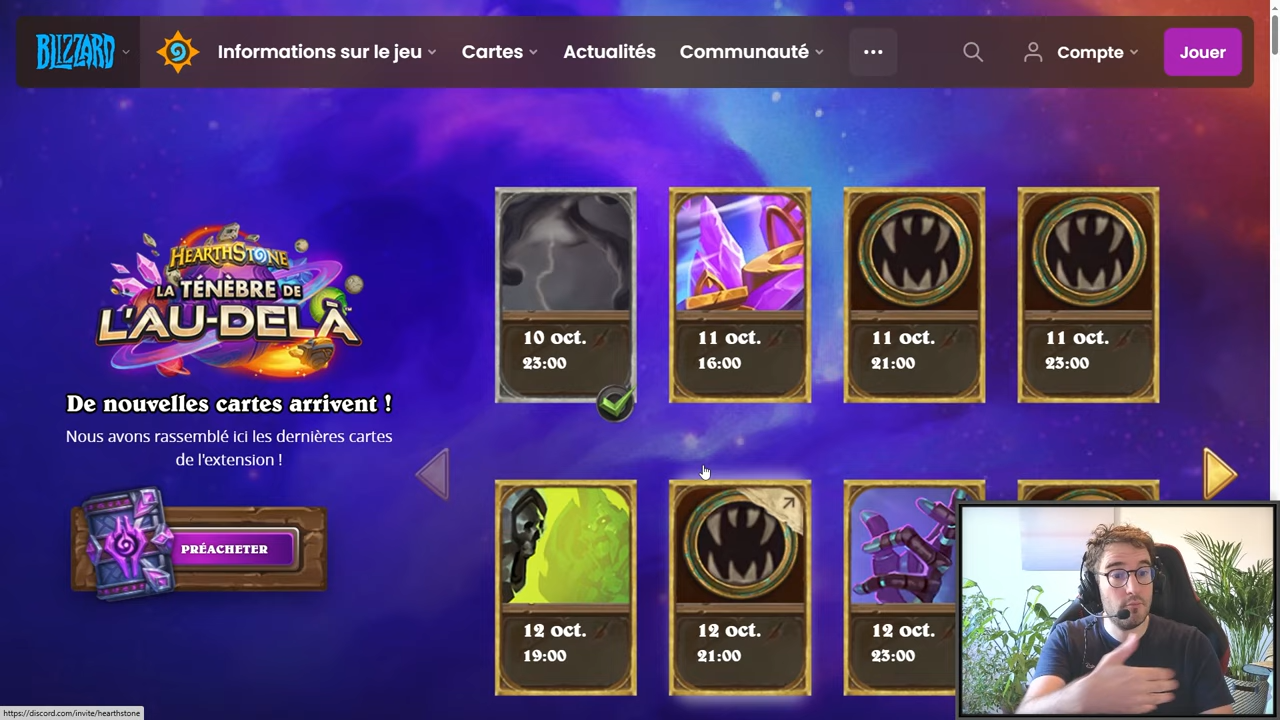 BLIZZARD
Informations sur le jeu
Cartes
Actualités
Communauté
Compte
Jouer
HEARTHSTONE
LA TÉNÈBRE DE
L'AU-DELÀ
De nouvelles cartes arrivent !
Nous avons rassemblé ici les dernières cartes
de l'extension !
PRÉACHETER
10 oct.
23:00
11 oct.
16:00
11 oct.
21:00
11 oct.
23:00
12 oct.
19:00
12 oct.
21:00
12 oct.
23:00
https://discord.com/invite/hearthstone